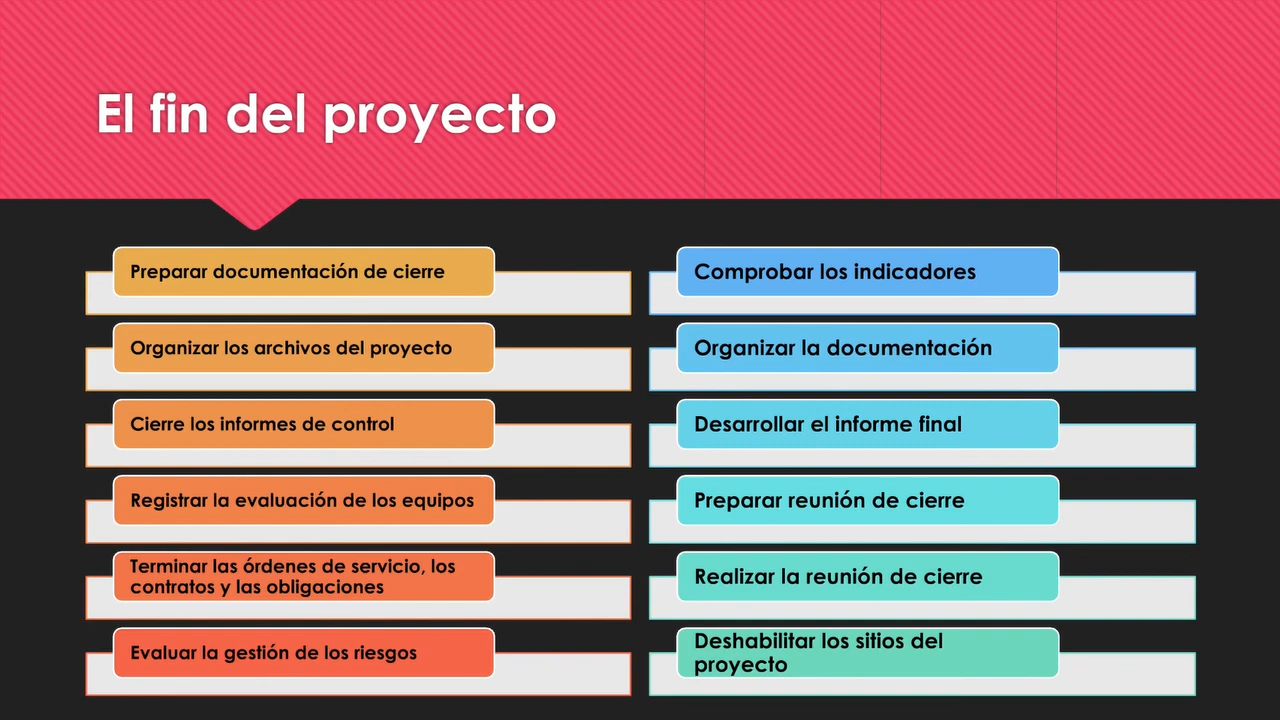 El fin del proyecto
Preparar documentación de cierre
Organizar los archivos del proyecto
Cierre los informes de control
Registrar la evaluación de los equipos
Terminar las órdenes de servicio, los
contratos y las obligaciones
Evaluar la gestión de los riesgos
Comprobar los indicadores
Organizar la documentación
Desarrollar el informe final
Preparar reunión de cierre
Realizar la reunión de cierre
Deshabilitar los sitios del
proyecto